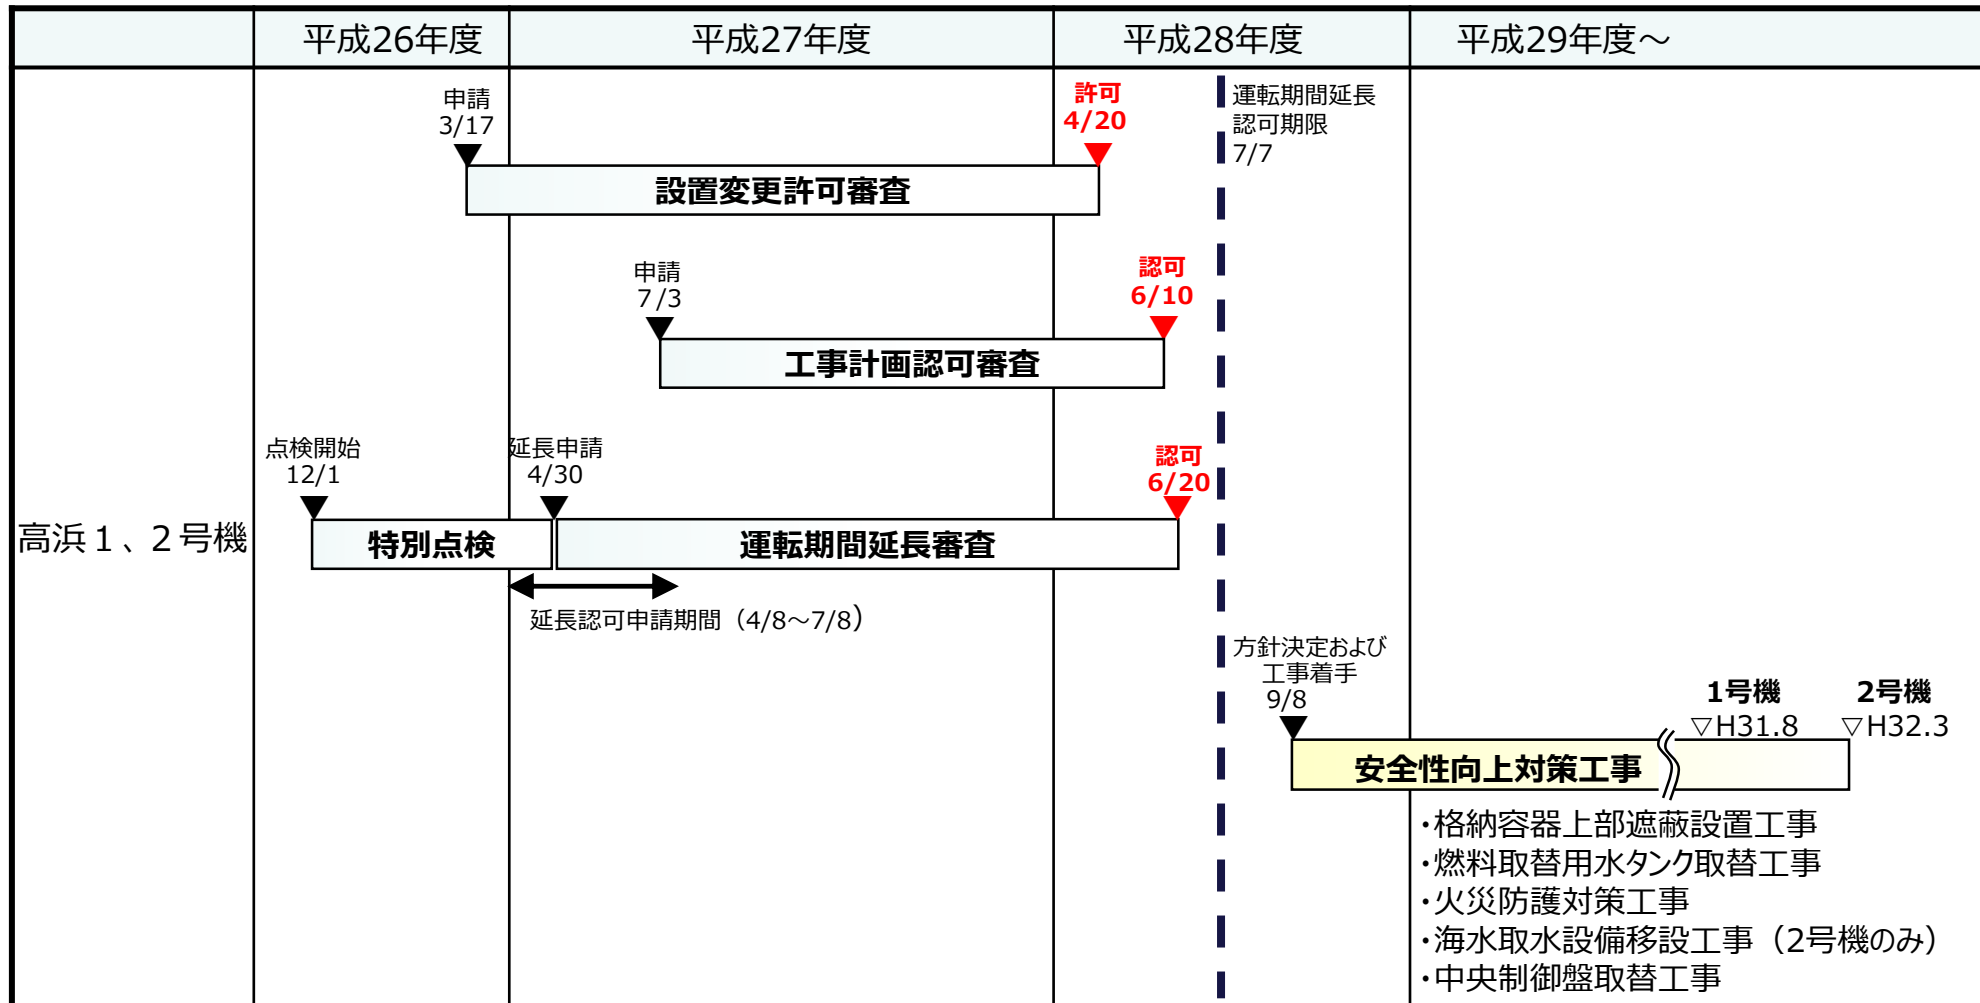 平成26年度
平成27年度
平成28年度
平成29年度～
高浜１、２号機
申請
3/17
許可
4/20
設置変更許可審査
運転期間延長
認可期限
7/7
申請
7/3
認可
6/10
工事計画認可審査
点検開始
12/1
延長申請
4/30
認可
6/20
特別点検
運転期間延長審査
延長認可申請期間（4/8～7/8）
方針決定および
工事着手
9/8
1号機
▽H31.8
2号機
▽H32.3
安全性向上対策工事
・格納容器上部遮蔽設置工事
・燃料取替用水タンク取替工事
・火災防護対策工事
・海水取水設備移設工事（2号機のみ）
・中央制御盤取替工事